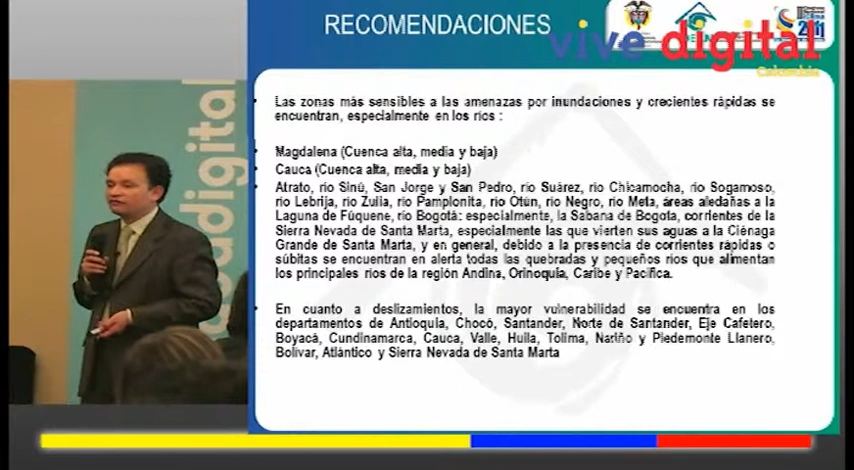 RECOMENDACIONES
vive digital
Colombia
Las zonas más sensibles a las amenazas por inundaciones y crecientes rápidas se
encuentran, especialmente en los ríos :
Magdalena (Cuenca alta, media y baja)
Cauca (Cuenca alta, media y baja)
Atrato, río Sinú, San Jorge y San Pedro, río Suárez, río Chicamocha, río Sogamoso,
río Lebrija, río Zulia, río Pamplonita, río Otún, río Negro, río Meta, áreas aledañas a la
Laguna de Fúquene, río Bogotá: especialmente, la Sabana de Bogota, corrientes de la
Sierra Nevada de Santa Marta, especialmente las que vierten sus aguas a la Ciénaga
Grande de Santa Marta, y en general, debido a la presencia de corrientes rápidas o
súbitas se encuentran en alerta todas las quebradas y pequeños ríos que alimentan
los principales ríos de la región Andina, Orinoquia, Caribe y Pacifica.
En cuanto a deslizamientos, la mayor vulnerabilidad se encuentra en los
departamentos de Antioquia, Chocó, Santander, Norte de Santander, Eje Cafetero,
Boyacá, Cundinamarca, Cauca, Valle, Huila, Tolima, Nariño y Piedemonte Llanero,
Bolívar, Atlántico y Sierra Nevada de Santa Marta
digital